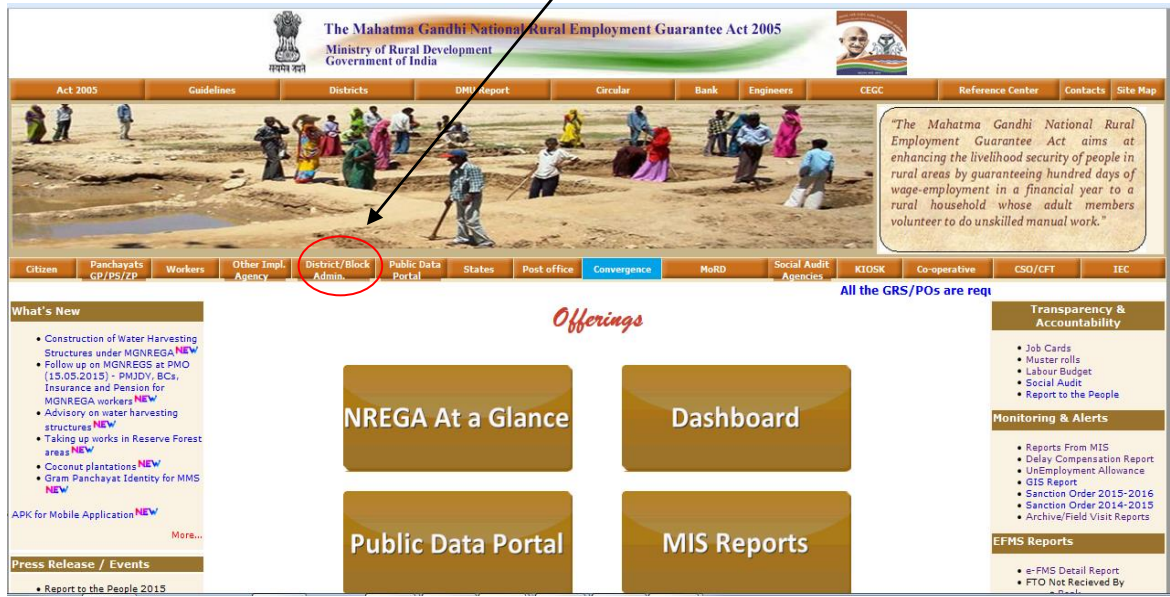 The Mahatma Gandhi National Rural Employment Guarantee Act 2005
Ministry of Rural Development
Government of India
सत्यमेव जयते
Act 2005 Guidelines Districts DMU Report Circular Bank Engineers CEGC Reference Center Contacts Site Map
"The Mahatma Gandhi National Rural
Employment Guarantee Act aims at
enhancing the livelihood security of people in
rural areas by guaranteeing hundred days of
wage-employment in a financial year to a
rural household whose adult members
volunteer to do unskilled manual work."
Citizen Panchayats GP/PS/ZP Workers Other Impl. Agency District/Block Admin. Public Data Portal States Post office Convergence MoRD Social Audit Agencies KIOSK Co-operative CSO/CFT IEC
All the GRS/POs are requ
What's New
Construction of Water Harvesting
Structures under MGNREGA NEW
Follow up on MGNREGS at PMO
(15.05.2015) - PMJDY, BCs,
Insurance and Pension for
MGNREGA workers NEW
Advisory on water harvesting
structures NEW
Taking up works in Reserve Forest
areas NEW
Coconut plantations NEW
Gram Panchayat Identity for MMS
NEW
APK for Mobile Application NEW
More...
Press Release / Events
Report to the People 2015
Offerings
NREGA At a Glance
Dashboard
Public Data Portal
MIS Reports
Transparency &
Accountability
Job Cards
Muster rolls
Labour Budget
Social Audit
Report to the People
Monitoring & Alerts
Reports From MIS
Delay Compensation Report
UnEmployment Allowance
GIS Report
Sanction Order 2015-2016
Sanction Order 2014-2015
Archive/Field Visit Reports
EFMS Reports
e-FMS Detail Report
FTO Not Recieved By
Bank